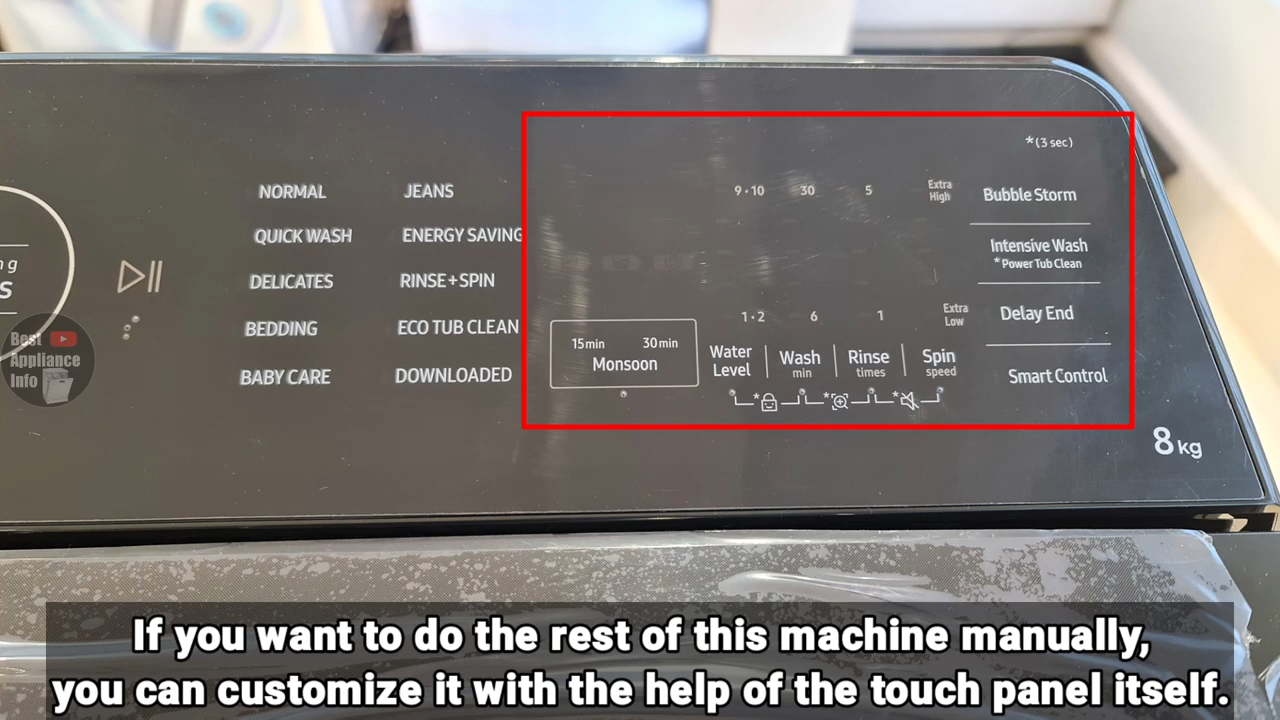 *(3 sec)
NORMAL JEANS
QUICK WASH ENERGY SAVING
DELICATES RINSE+SPIN
BEDDING ECO TUB CLEAN
BABY CARE DOWNLOADED
9·10 30 5 Extra High
1·2 6 1 Extra Low
15min 30min
Monsoon
Water Level
Wash min
Rinse times
Spin speed
Bubble Storm
Intensive Wash
*Power Tub Clean
Delay End
Smart Control
8kg
Best
Appliance
Info
If you want to do the rest of this machine manually,
you can customize it with the help of the touch panel itself.